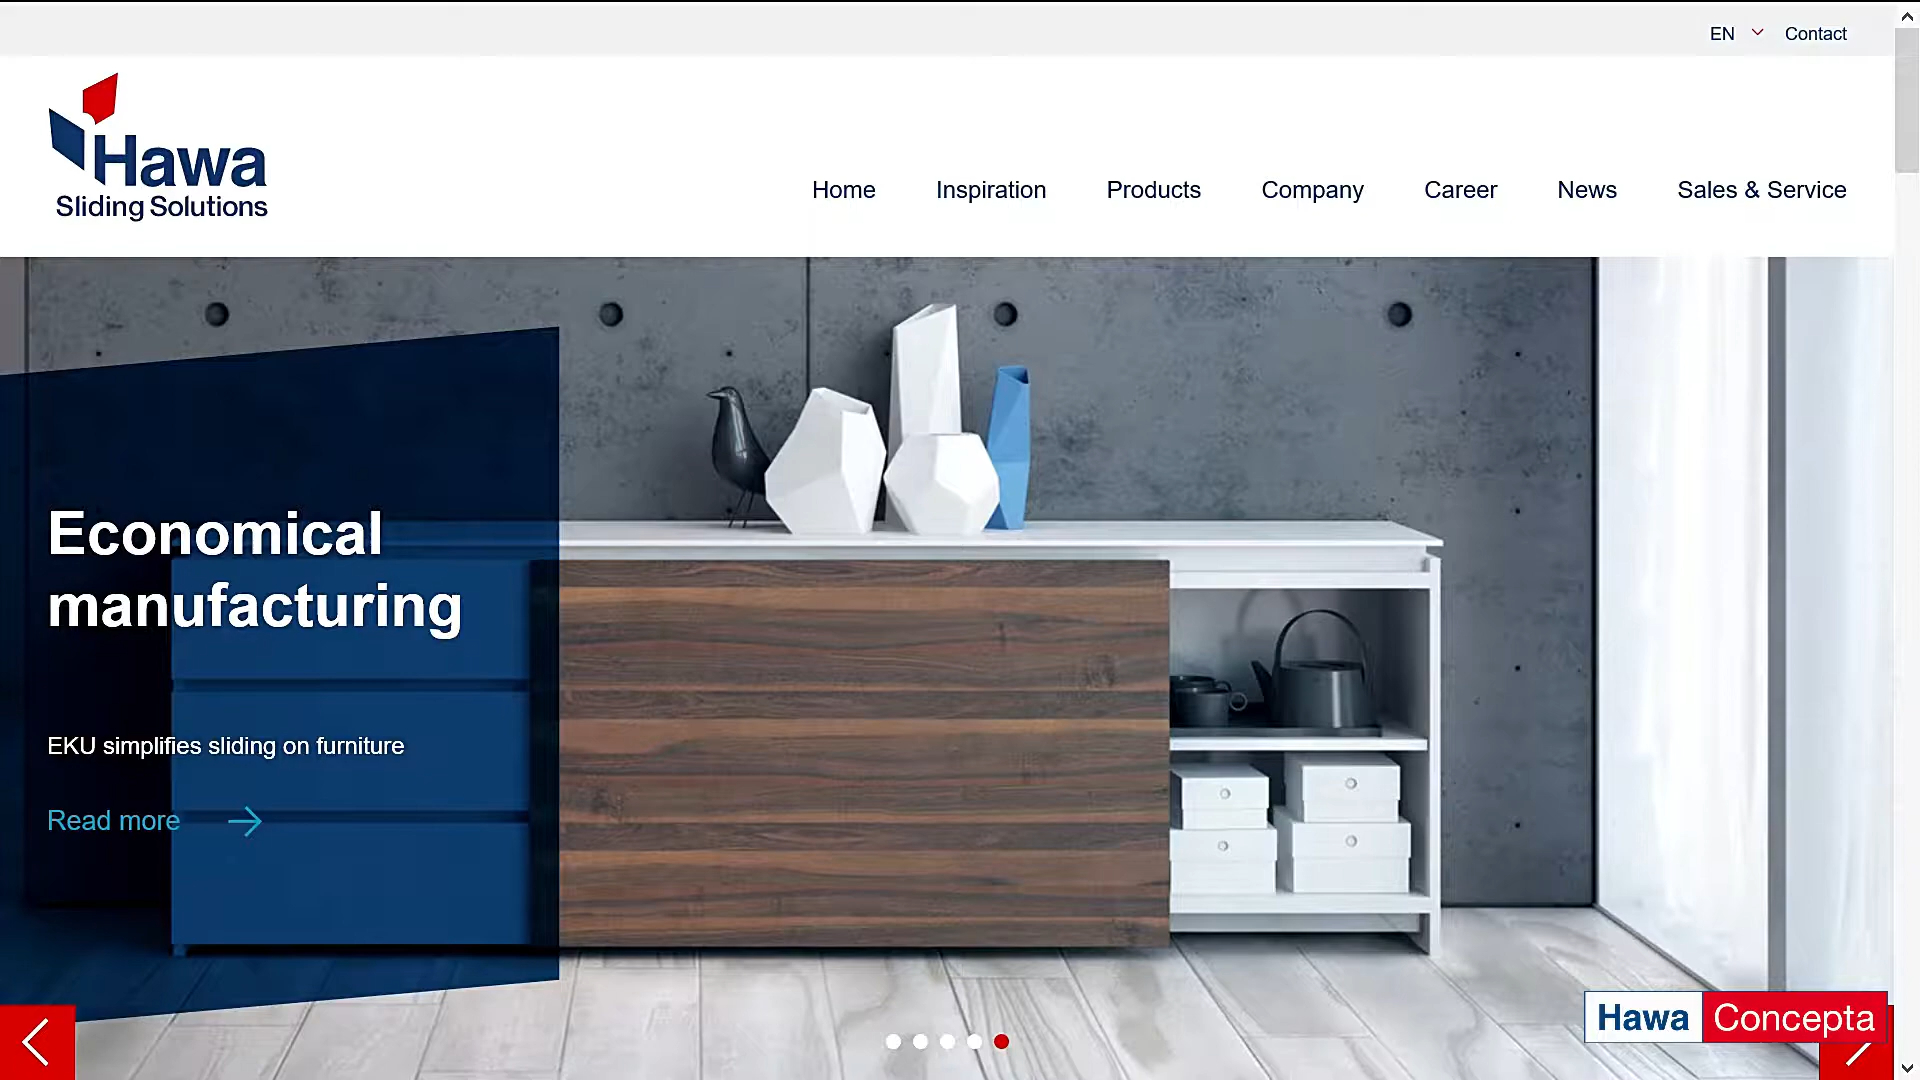 EN Contact
Hawa
Sliding Solutions
Home Inspiration Products Company Career News Sales & Service
Economical
manufacturing
EKU simplifies sliding on furniture
Read more
Hawa Concepta